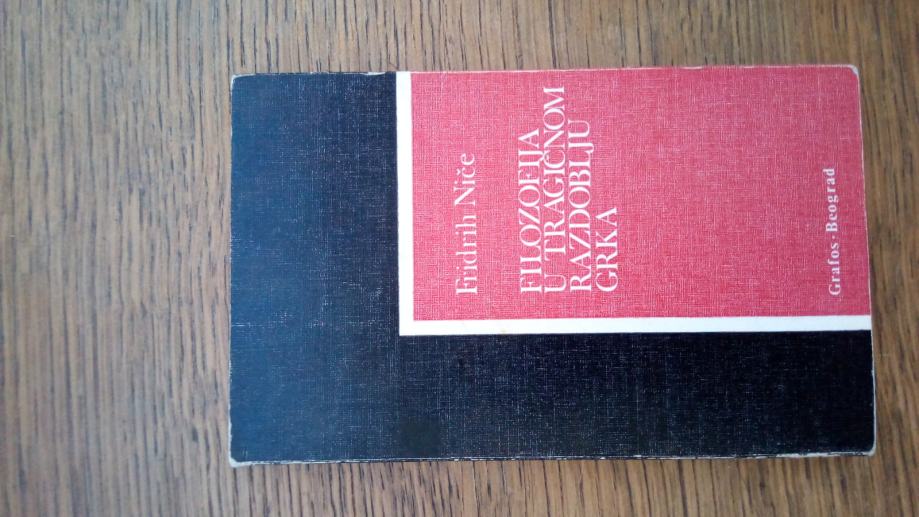 Fridrih Niče
FILOZOFIJA
U TRAGIČNOM
RAZDOBLJU
GRKA
Grafos · Beograd